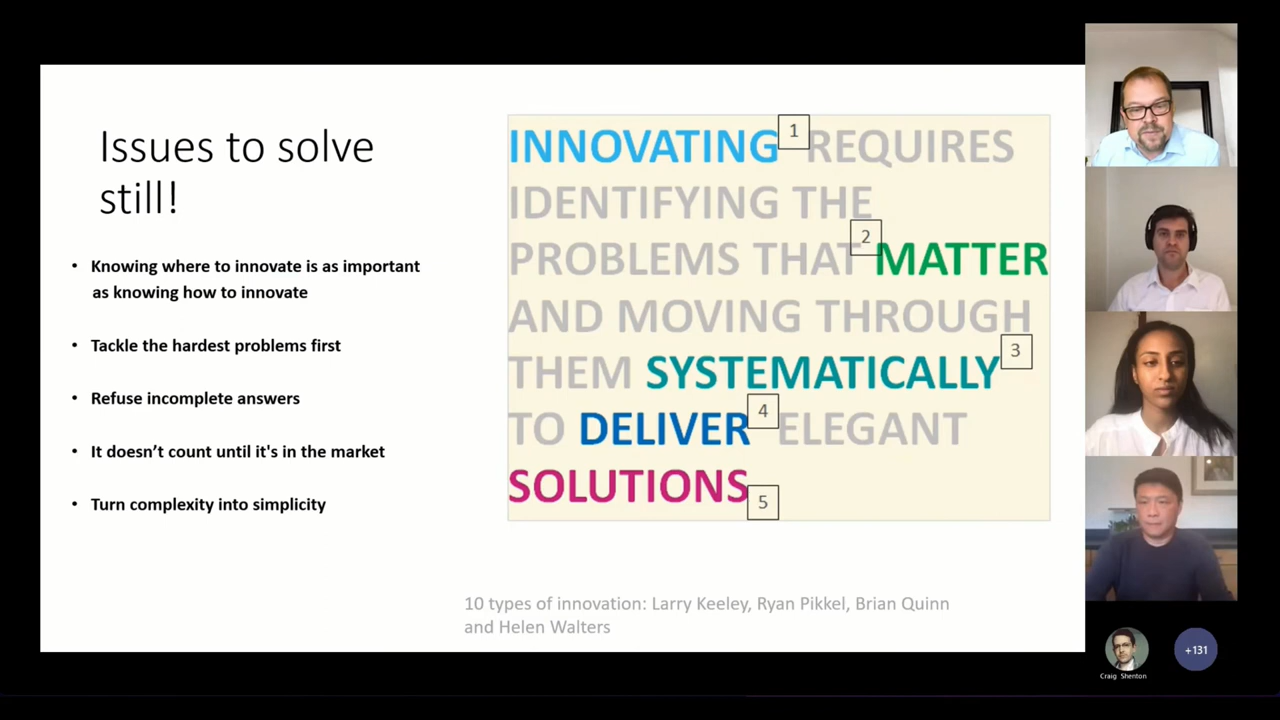 Issues to solve
still!
• Knowing where to innovate is as important
as knowing how to innovate
• Tackle the hardest problems first
• Refuse incomplete answers
• It doesn’t count until it's in the market
• Turn complexity into simplicity
INNOVATING 1 REQUIRES
IDENTIFYING THE
PROBLEMS THAT 2 MATTER
AND MOVING THROUGH
THEM SYSTEMATICALLY 3
TO DELIVER 4 ELEGANT
SOLUTIONS 5
10 types of innovation: Larry Keeley, Ryan Pikkel, Brian Quinn
and Helen Walters
Craig Shenton
+131